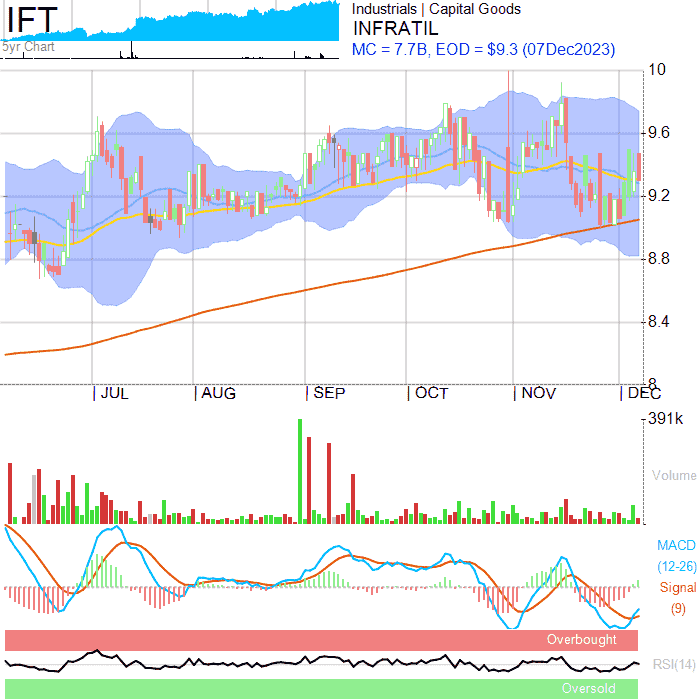 IFT
5yr Chart
Industrials | Capital Goods
INFRATIL
MC = 7.7B, EOD = $9.3 (07Dec2023)
10
9.6
9.2
8.8
8.4
8
JUL AUG SEP OCT NOV DEC
391k
Volume
MACD
(12-26)
Signal
(9)
Overbought
RSI(14)
Oversold